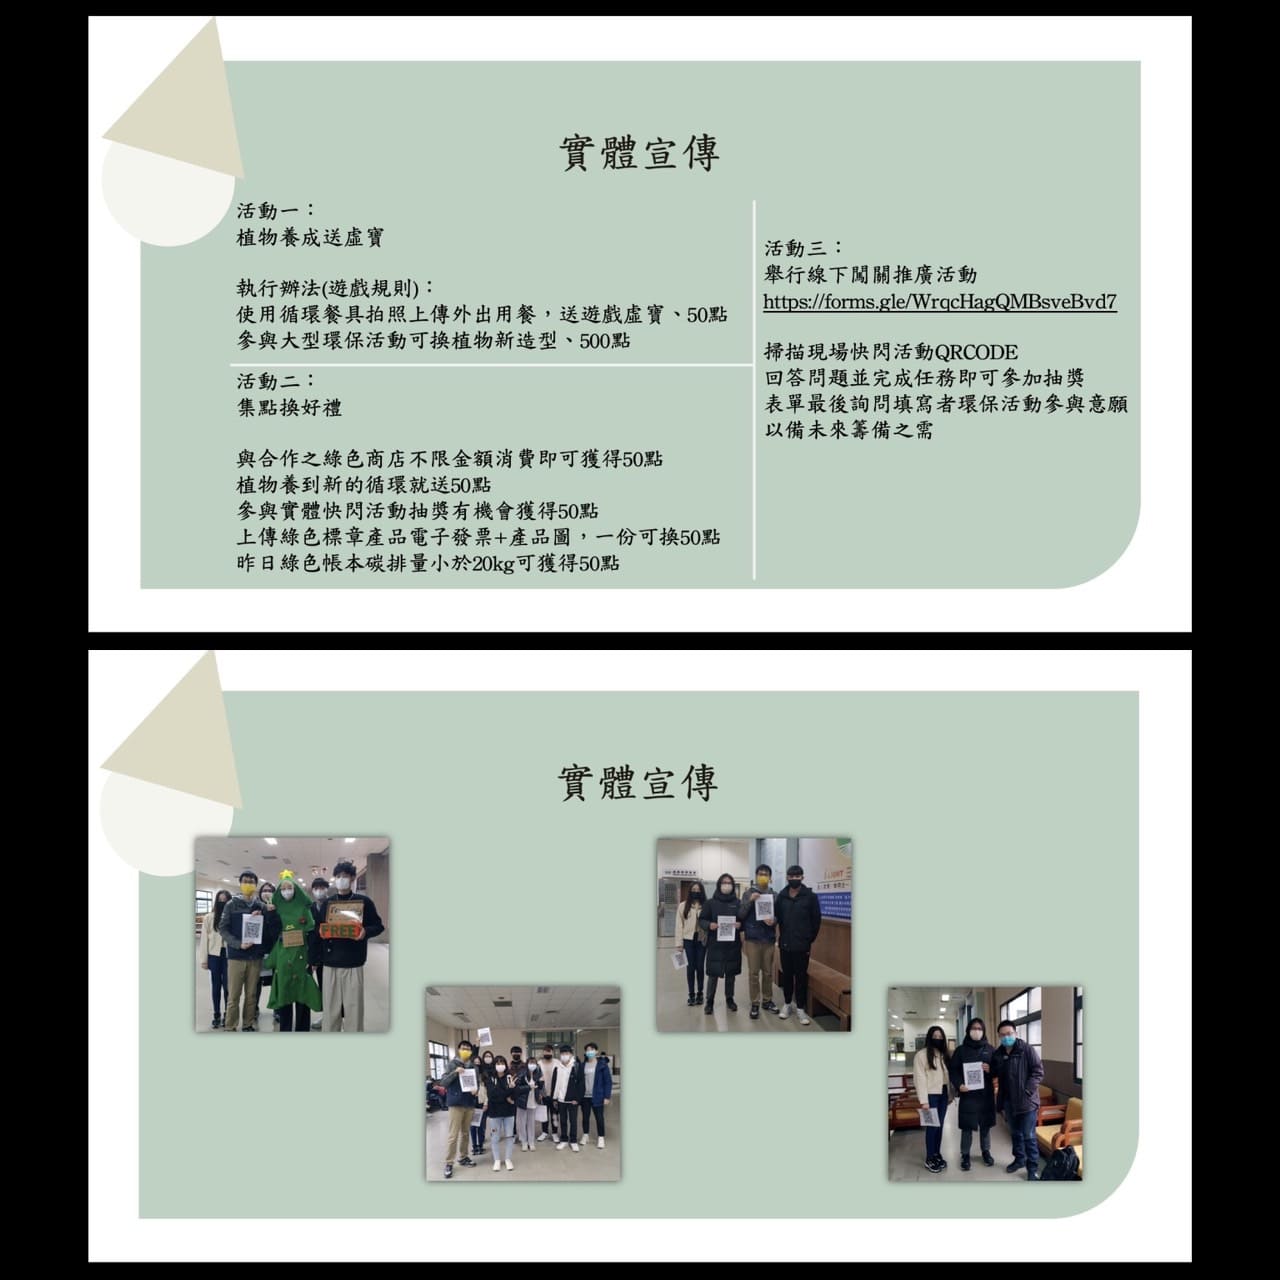 實體宣傳
活動一：
植物養成送虛寶
執行辦法(遊戲規則)：
使用循環餐具拍照上傳外出用餐，送遊戲虛寶、50點
參與大型環保活動可換植物新造型、500點
活動二：
集點換好禮
與合作之綠色商店不限金額消費即可獲得50點
植物養到新的循環就送50點
參與實體快閃活動抽獎有機會獲得50點
上傳綠色標章產品電子發票+產品圖，一份可換50點
昨日綠色帳本碳排量小於20kg可獲得50點
活動三：
舉行線下闖關推廣活動
https://forms.gle/WrqcHagQMBsveBvd7
掃描現場快閃活動QRCODE
回答問題並完成任務即可參加抽獎
表單最後詢問填寫者環保活動參與意願
以備未來籌備之需
實體宣傳
FREE